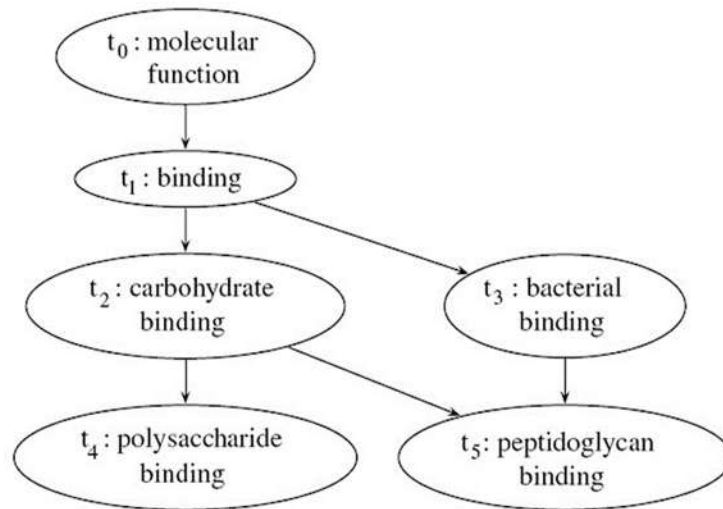 t0 : molecular
function
t1 : binding
t2 : carbohydrate
binding
t3 : bacterial
binding
t4 : polysaccharide
binding
t5: peptidoglycan
binding